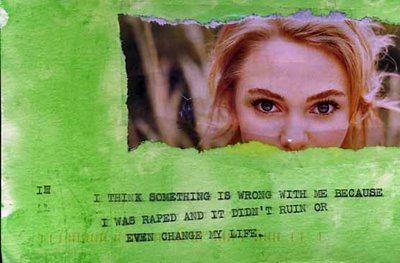 I THINK SOMETHING IS WRONG WITH ME BECAUSE
I WAS RAPED AND IT DIDN'T RUIN OR
EVEN CHANGE MY LIFE.